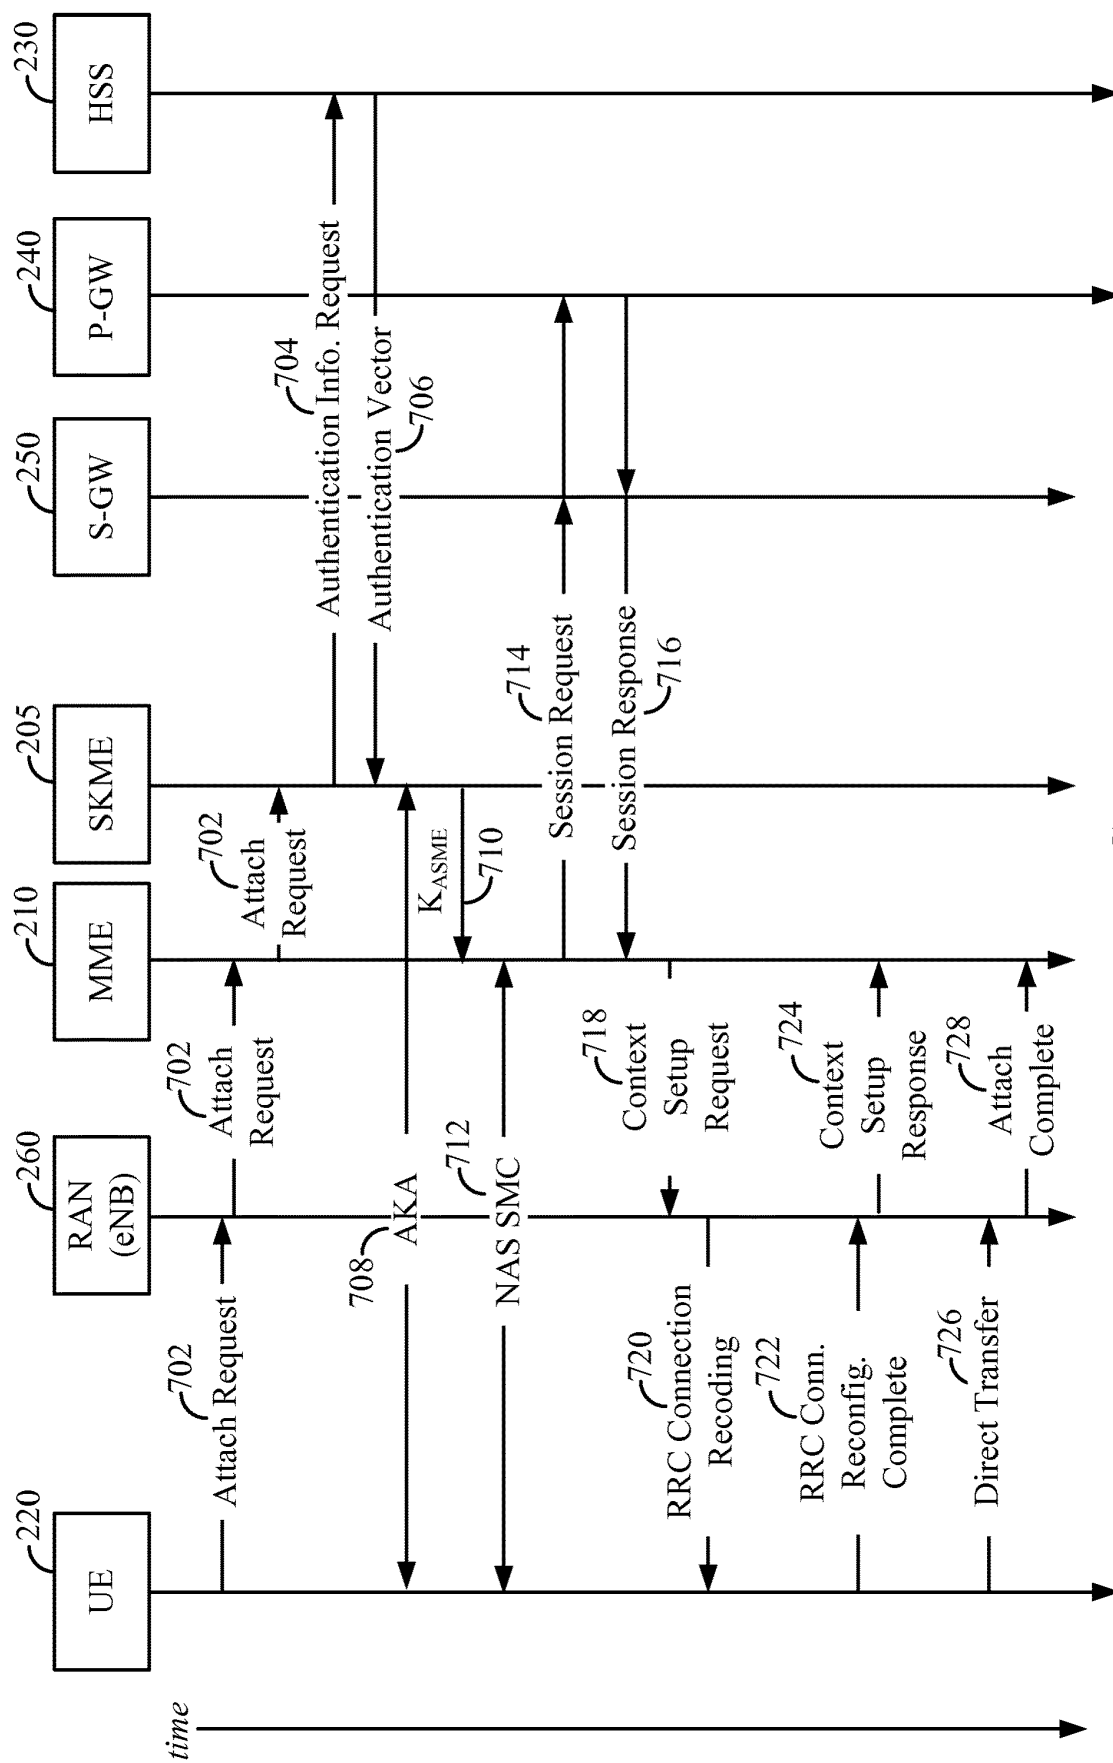 time
220
UE
260
RAN
(eNB)
210
MME
205
SKME
250
S-GW
240
P-GW
230
HSS
702
Attach Request
702
Attach
Request
702
Attach
Request
704
Authentication Info. Request
Authentication Vector
706
708
AKA
K_ASME
710
712
NAS SMC
714
Session Request
Session Response
716
718
Context
Setup
Request
720
RRC Connection
Recoding
722
RRC Conn.
Reconfig.
Complete
724
Context
Setup
Response
726
Direct Transfer
728
Attach
Complete